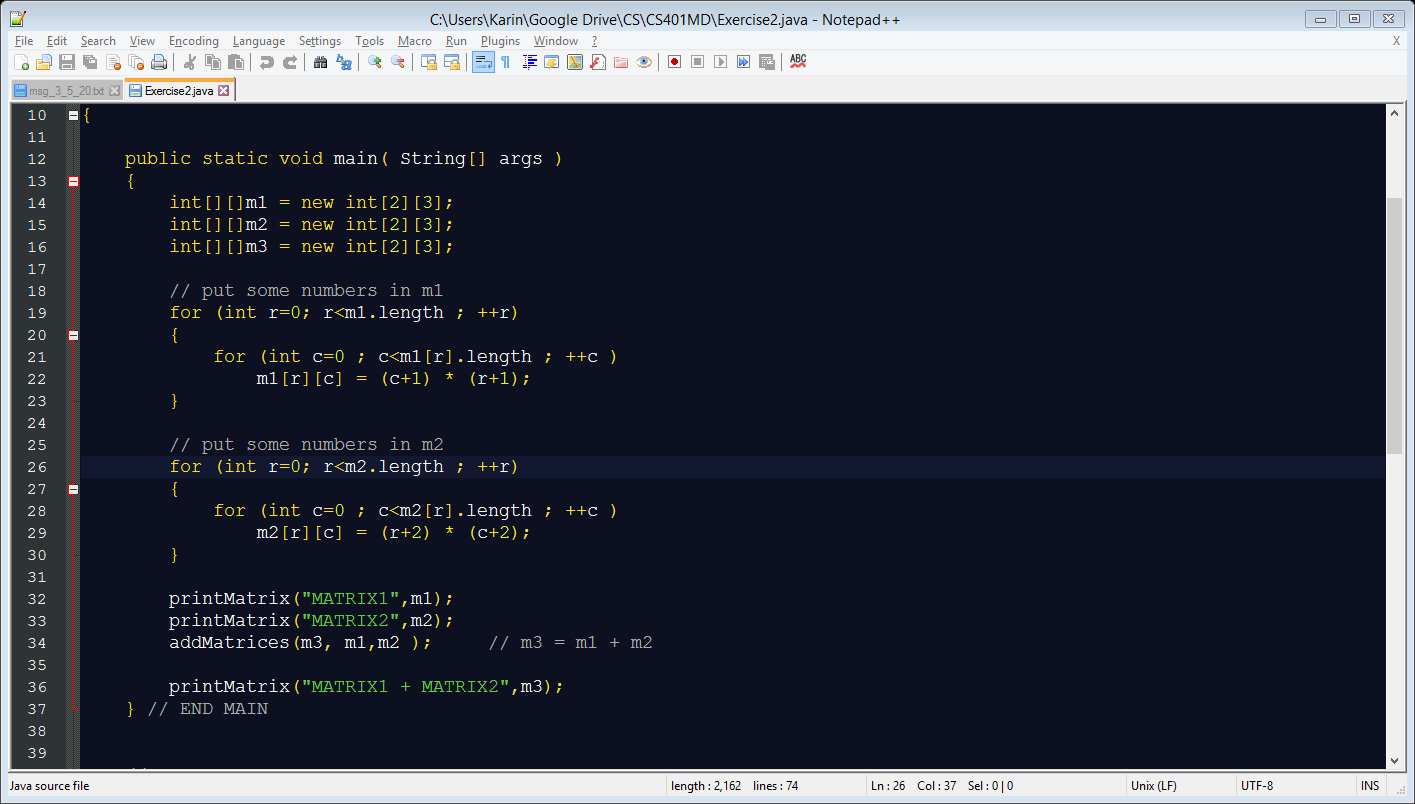 C:\Users\Karin\Google Drive\CS\CS401MD\Exercise2.java - Notepad++
File Edit Search View Encoding Language Settings Tools Macro Run Plugins Window ? X
ABC
msg_3_5_20.txt Exercise2.java
10 {
11
12 public static void main( String[] args )
13 {
14 int[][]m1 = new int[2][3];
15 int[][]m2 = new int[2][3];
16 int[][]m3 = new int[2][3];
17
18 // put some numbers in m1
19 for (int r=0; r<m1.length ; ++r)
20 {
21 for (int c=0 ; c<m1[r].length ; ++c )
22 m1[r][c] = (c+1) * (r+1);
23 }
24
25 // put some numbers in m2
26 for (int r=0; r<m2.length ; ++r)
27 {
28 for (int c=0 ; c<m2[r].length ; ++c )
29 m2[r][c] = (r+2) * (c+2);
30 }
31
32 printMatrix("MATRIX1",m1);
33 printMatrix("MATRIX2",m2);
34 addMatrices(m3, m1,m2 ); // m3 = m1 + m2
35
36 printMatrix("MATRIX1 + MATRIX2",m3);
37 } // END MAIN
38
39
Java source file length : 2,162 lines : 74 Ln : 26 Col : 37 Sel : 0 | 0 Unix (LF) UTF-8 INS